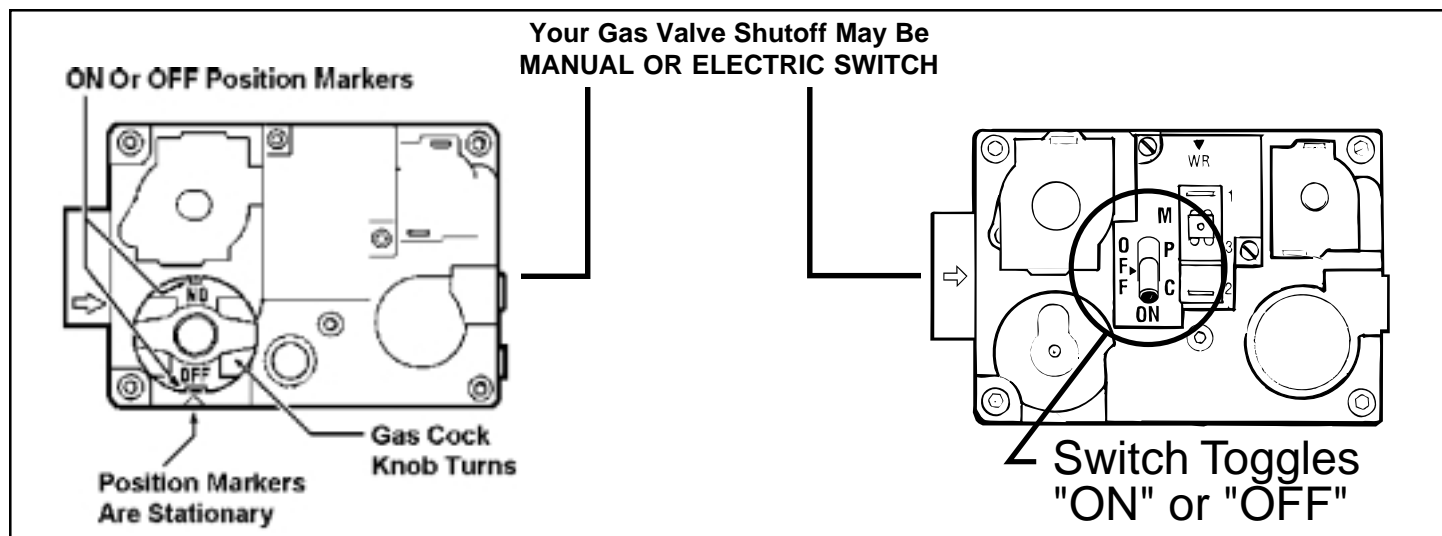 Your Gas Valve Shutoff May Be
MANUAL OR ELECTRIC SWITCH
ON Or OFF Position Markers
NO
OFF
Gas Cock
Knob Turns
Position Markers
Are Stationary
WR
1
M
3
O
F
F
P
C
2
ON
Switch Toggles
"ON" or "OFF"